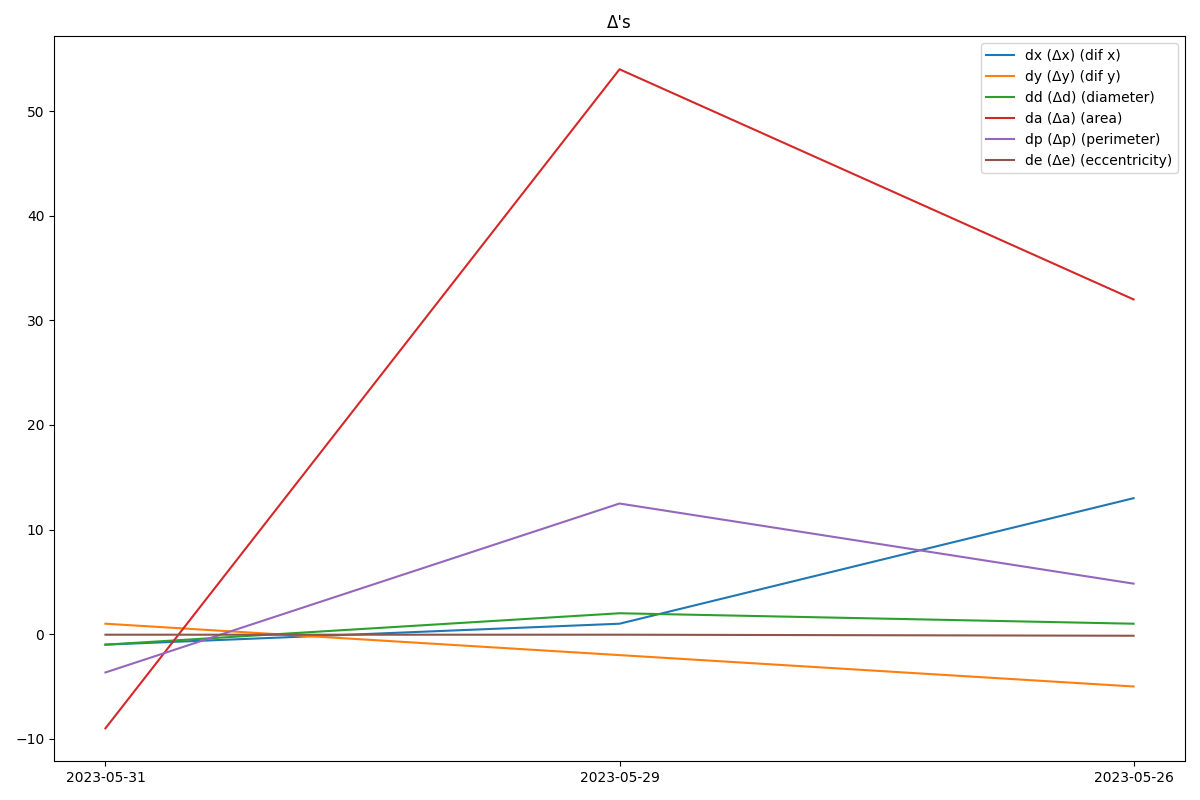 Δ's
dx (Δx) (dif x)
dy (Δy) (dif y)
dd (Δd) (diameter)
da (Δa) (area)
dp (Δp) (perimeter)
de (Δe) (eccentricity)
50
40
30
20
10
0
−10
2023-05-31
2023-05-29
2023-05-26